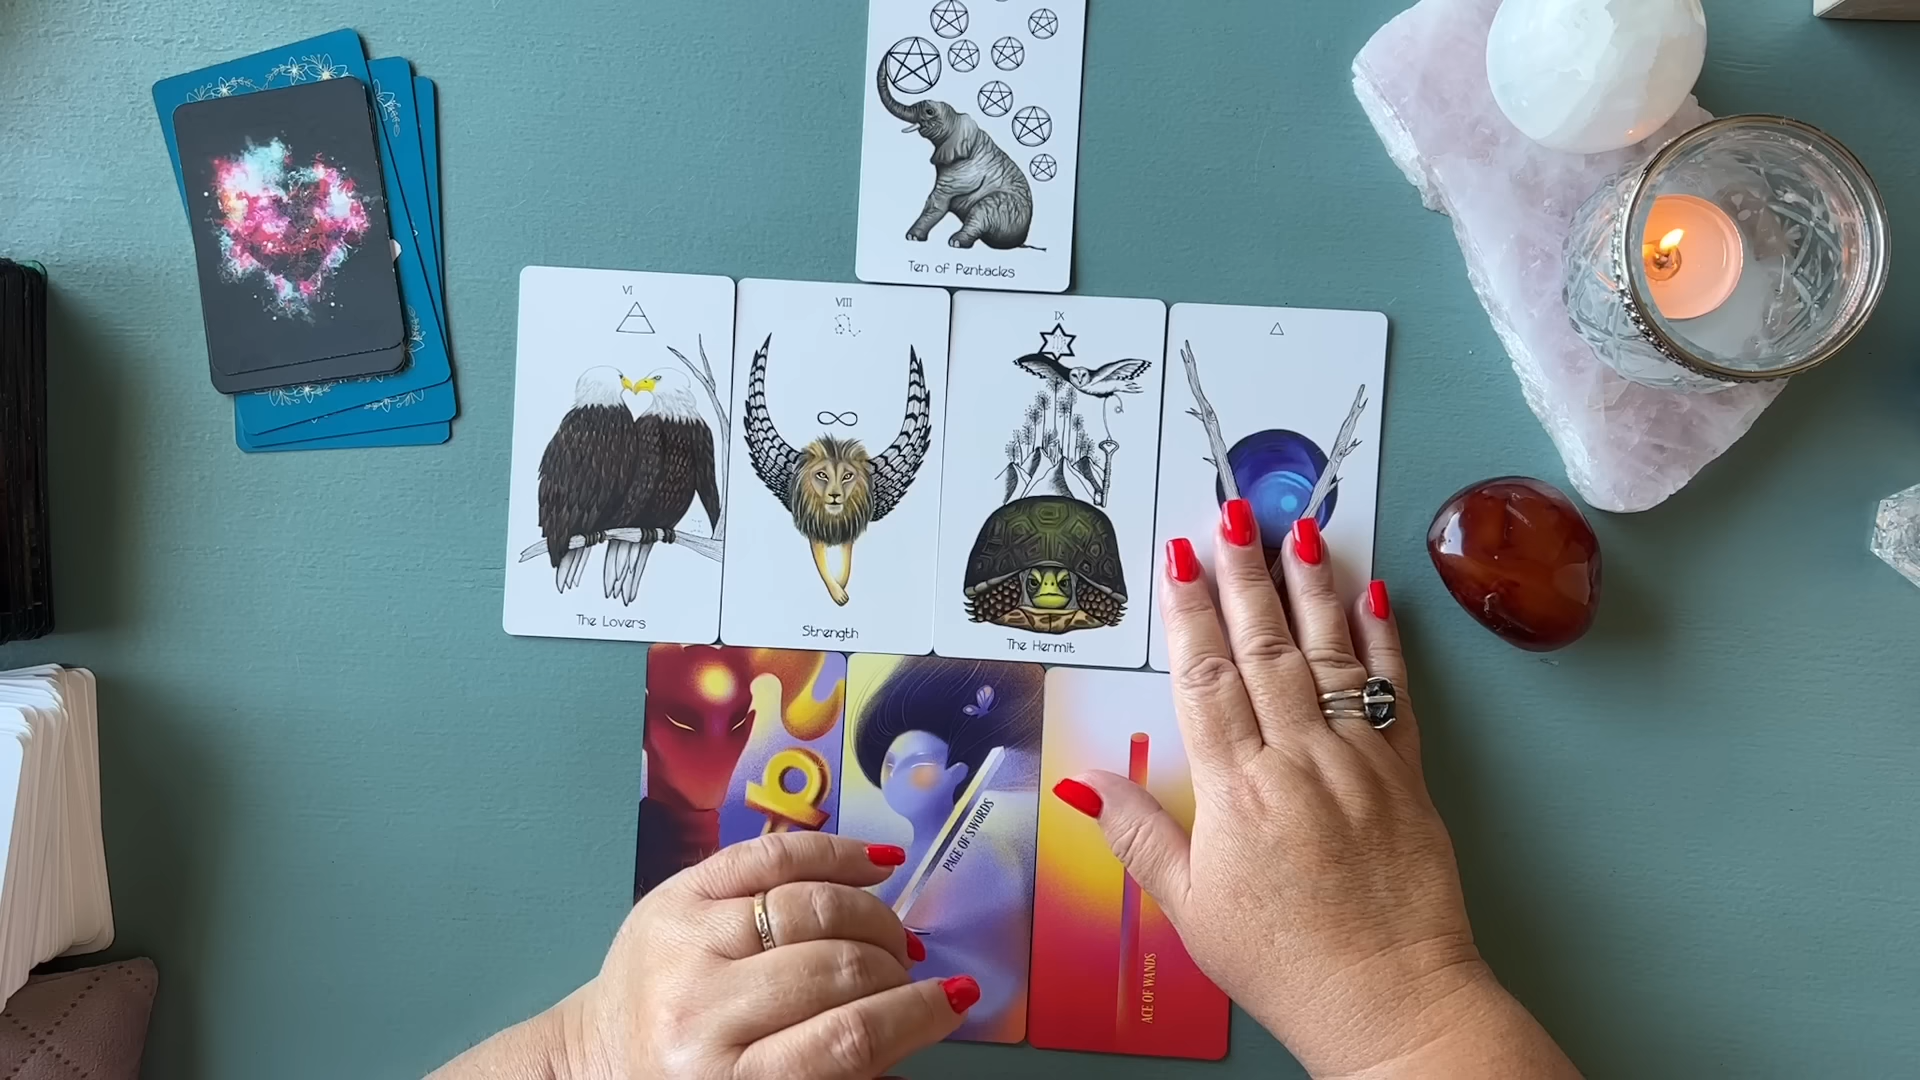 Ten of Pentacles
VI
VIII
IX
The Lovers
Strength
The Hermit
PAGE OF SWORDS
ACE OF WANDS